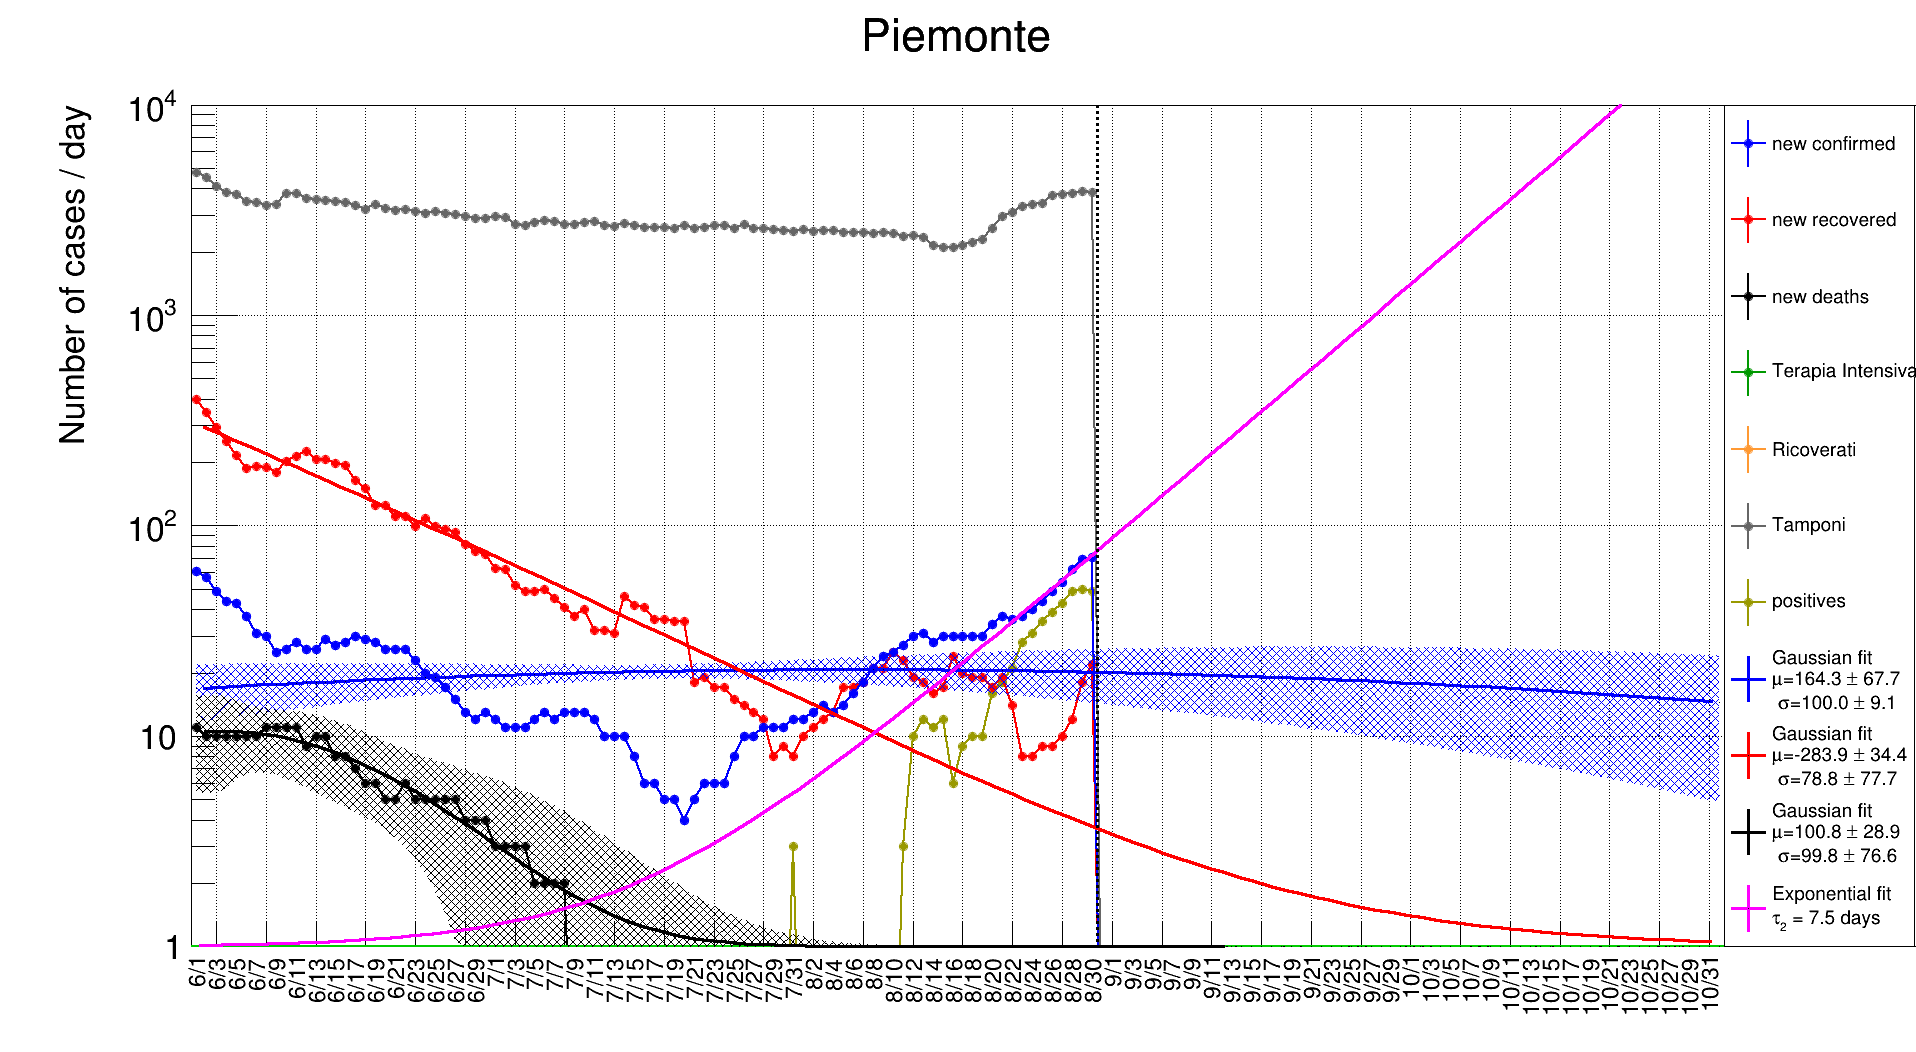 Piemonte
Number of cases / day
10⁴
10³
10²
10
1
6/1 6/3 6/5 6/7 6/9 6/11 6/13 6/15 6/17 6/19 6/21 6/23 6/25 6/27 6/29 7/1 7/3 7/5 7/7 7/9 7/11 7/13 7/15 7/17 7/19 7/21 7/23 7/25 7/27 7/29 7/31 8/2 8/4 8/6 8/8 8/10 8/12 8/14 8/16 8/18 8/20 8/22 8/24 8/26 8/28 8/30 9/1 9/3 9/5 9/7 9/9 9/11 9/13 9/15 9/17 9/19 9/21 9/23 9/25 9/27 9/29 10/1 10/3 10/5 10/7 10/9 10/11 10/13 10/15 10/17 10/19 10/21 10/23 10/25 10/27 10/29 10/31
new confirmed
new recovered
new deaths
Terapia Intensiva
Ricoverati
Tamponi
positives
Gaussian fit
μ=164.3 ± 67.7
σ=100.0 ± 9.1
Gaussian fit
μ=-283.9 ± 34.4
σ=78.8 ± 77.7
Gaussian fit
μ=100.8 ± 28.9
σ=99.8 ± 76.6
Exponential fit
τ₂ = 7.5 days